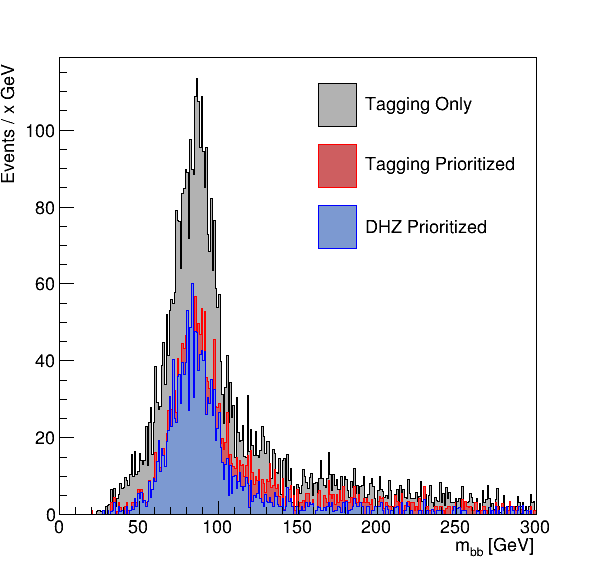 Events / x GeV
100
80
60
40
20
0
Tagging Only
Tagging Prioritized
DHZ Prioritized
0 50 100 150 200 250 300
m_bb [GeV]